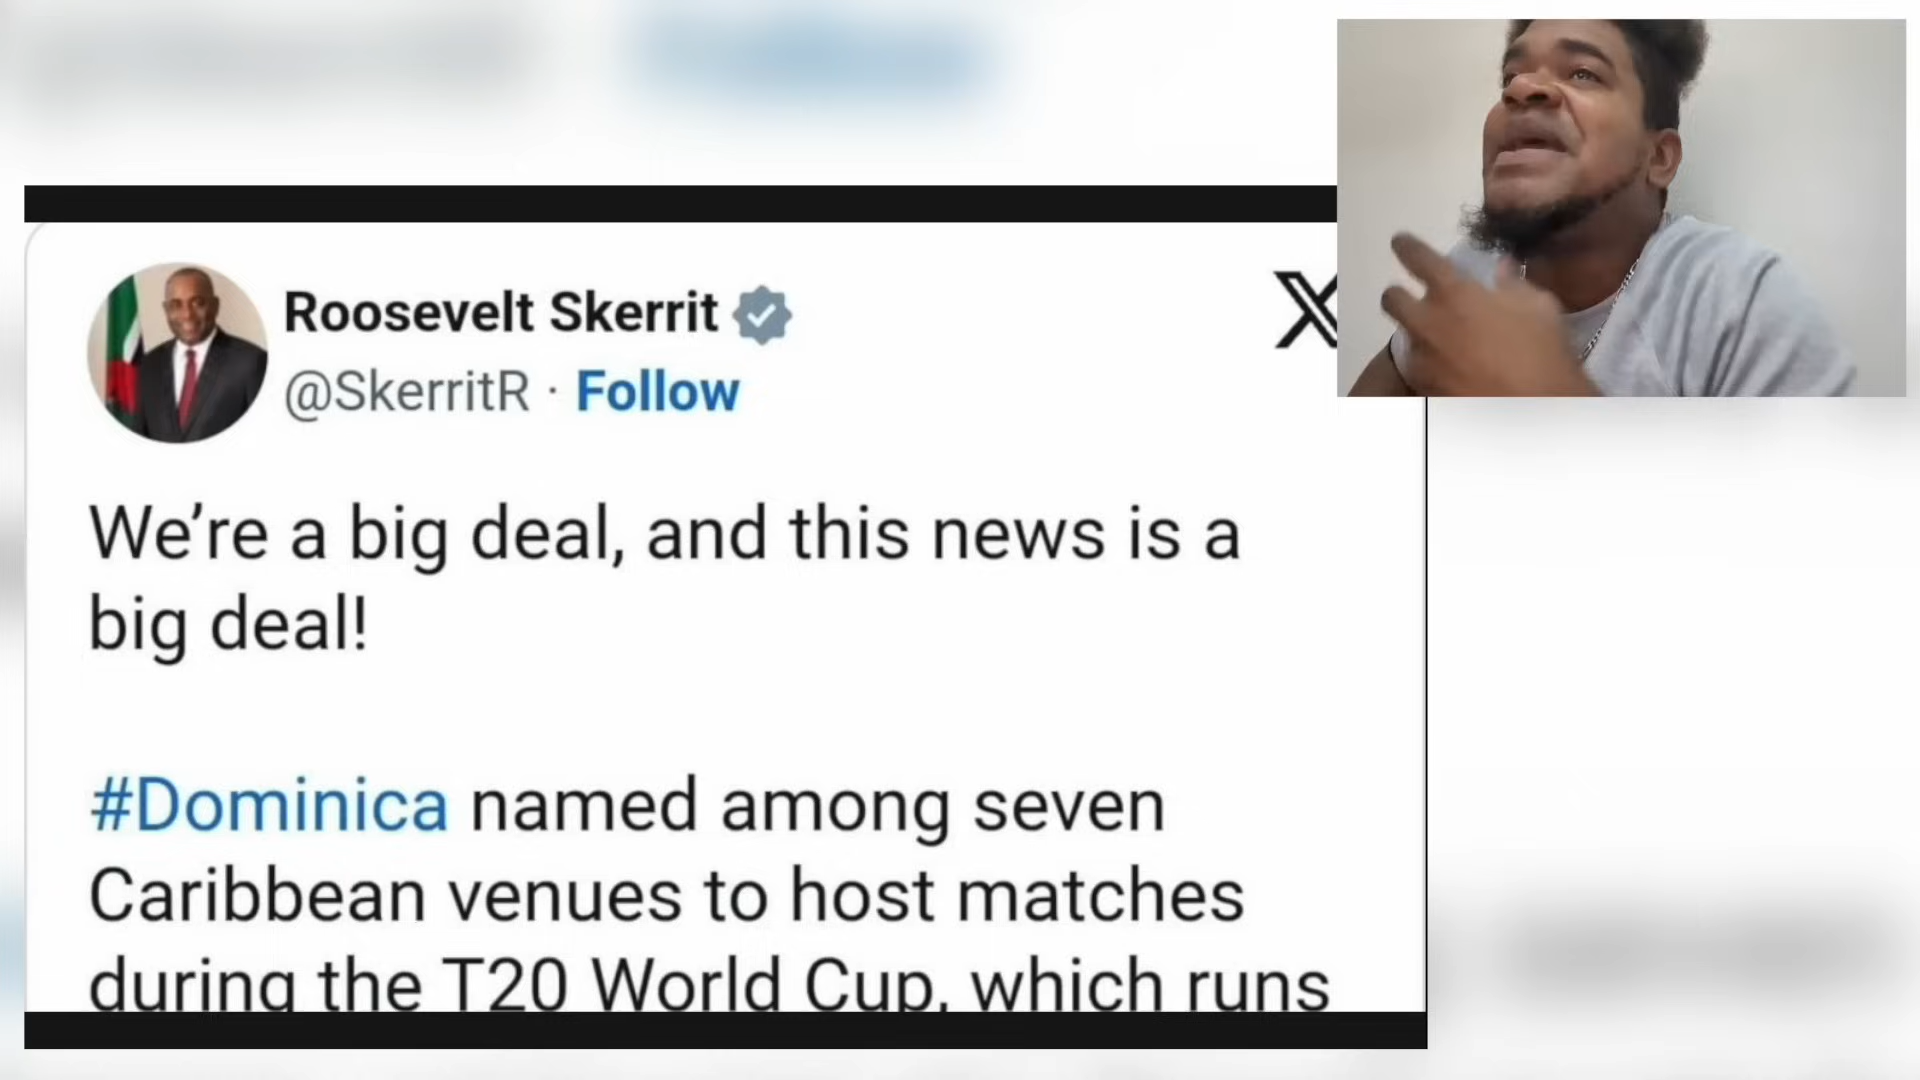 Roosevelt Skerrit
@SkerritR · Follow
We’re a big deal, and this news is a
big deal!
#Dominica named among seven
Caribbean venues to host matches
during the T20 World Cup, which runs